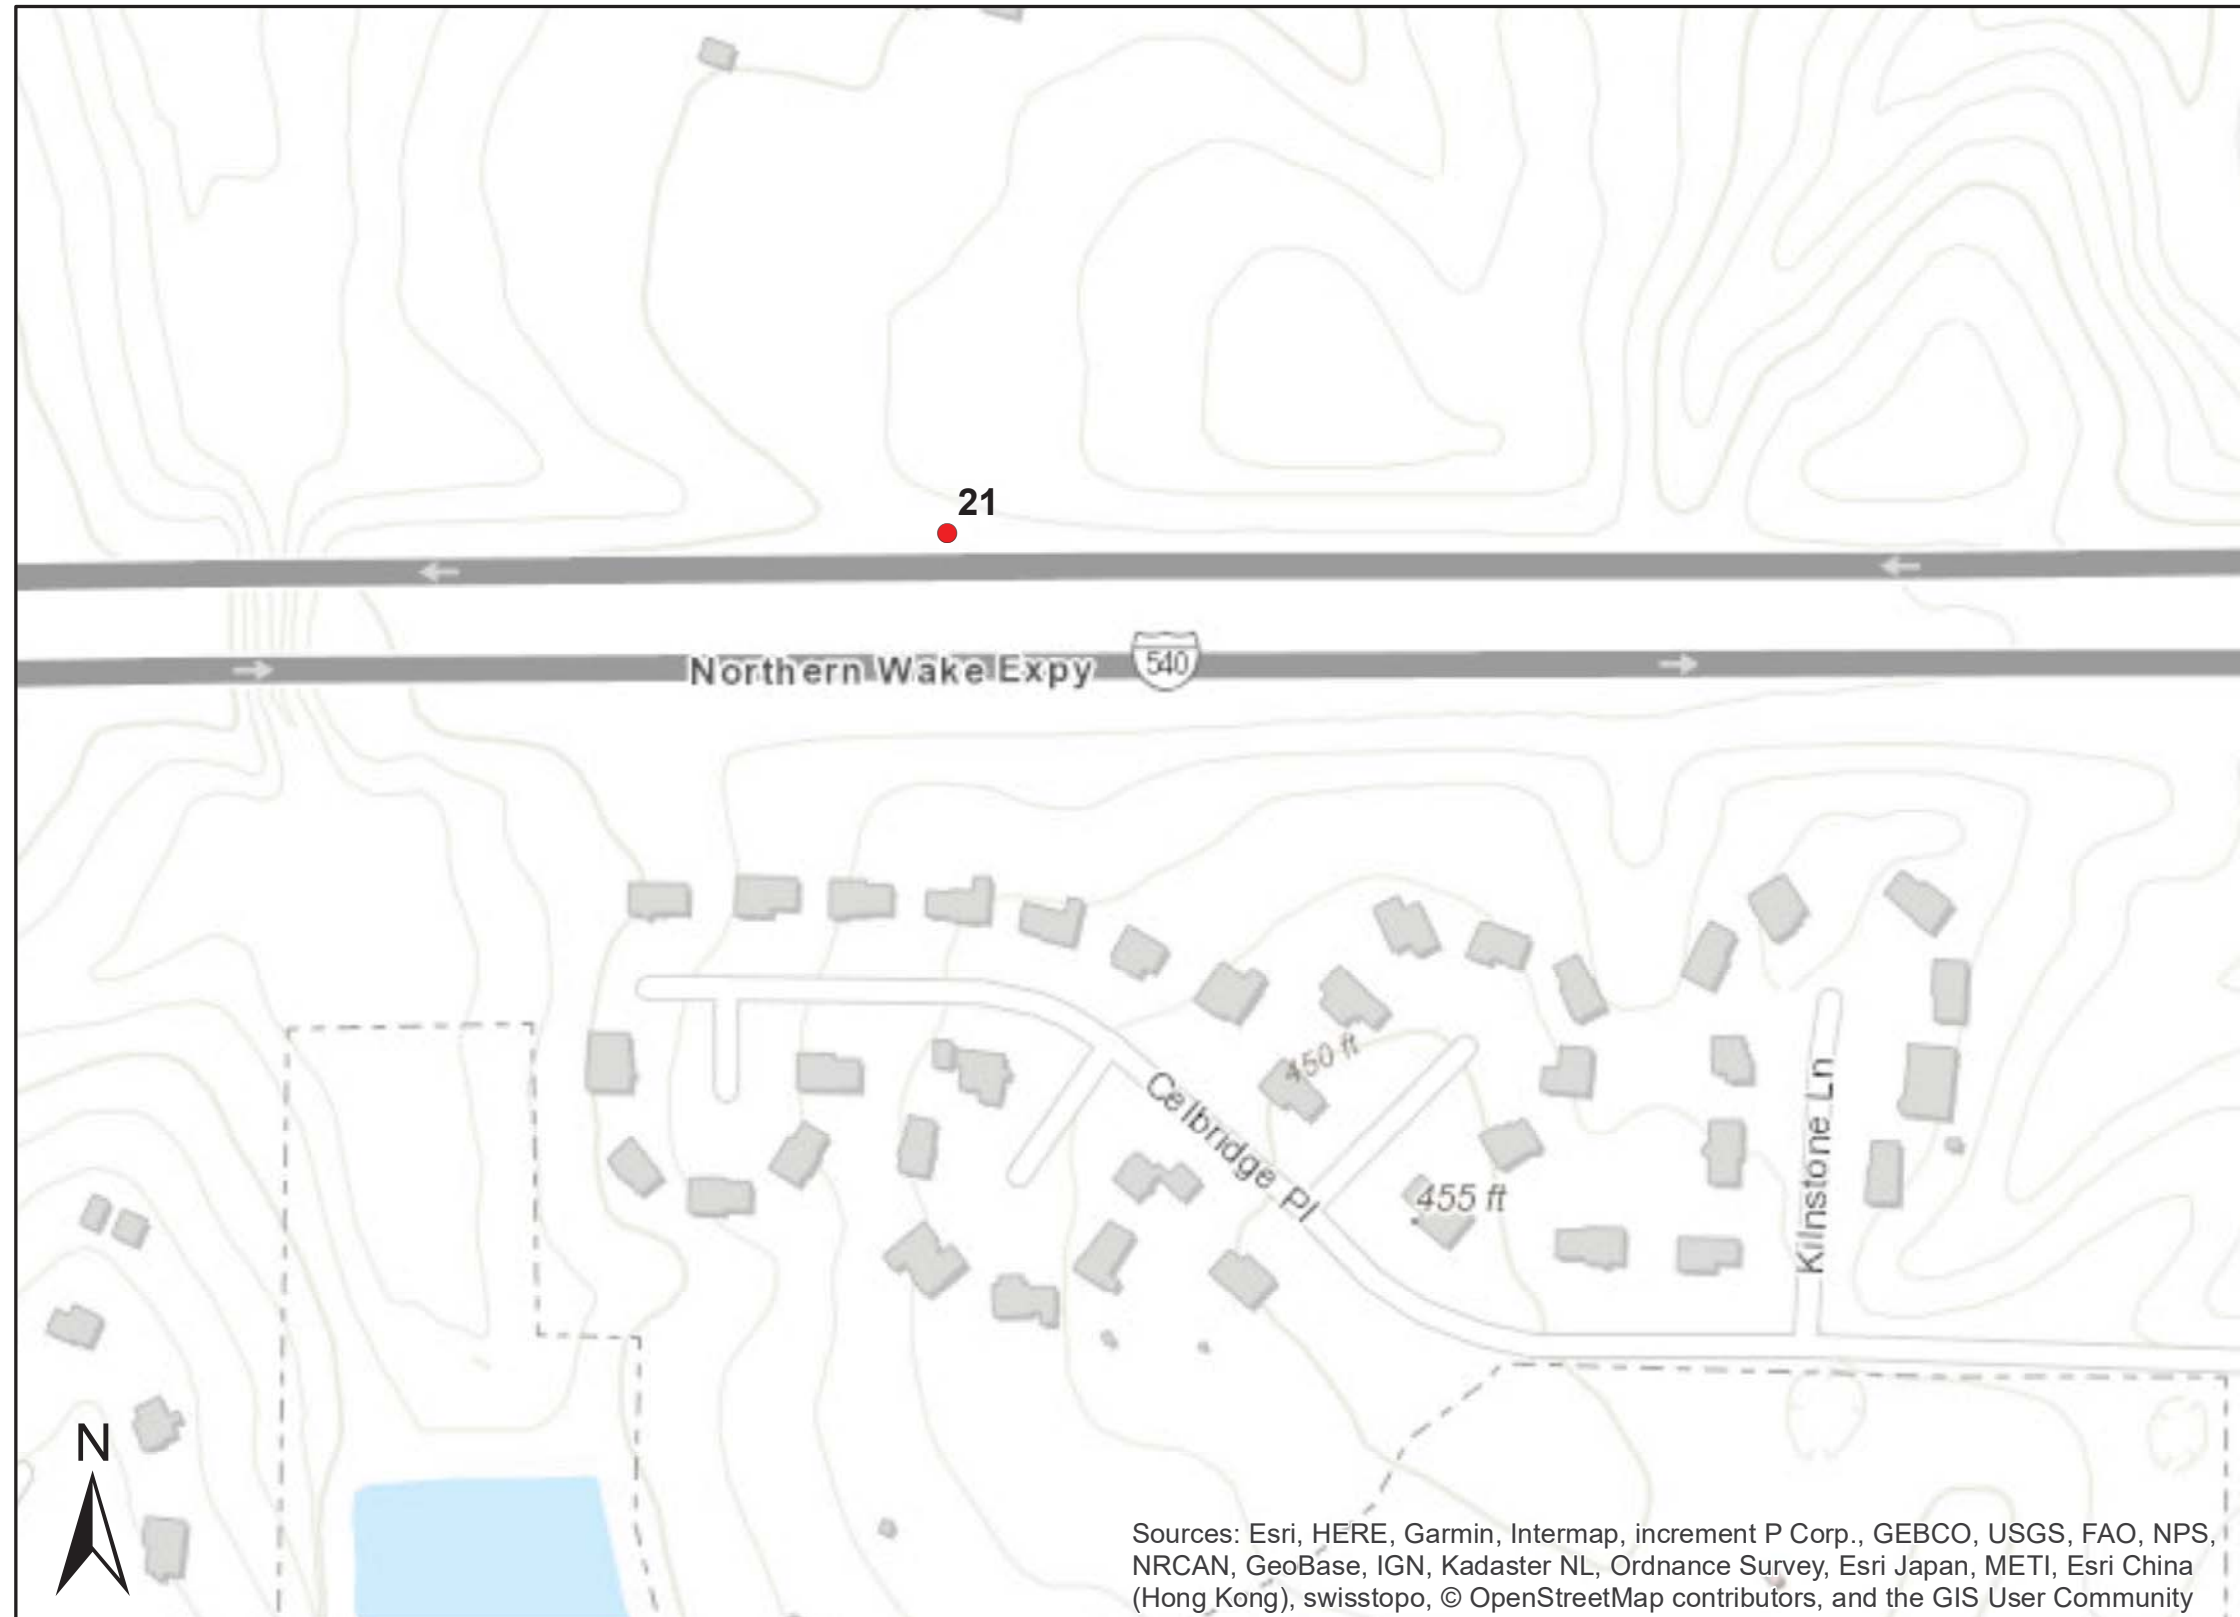 21
Northern Wake Expy
540
450 ft
Celbridge Pl
455 ft
Kilnstone Ln
N
Sources: Esri, HERE, Garmin, Intermap, increment P Corp., GEBCO, USGS, FAO, NPS,
NRCAN, GeoBase, IGN, Kadaster NL, Ordnance Survey, Esri Japan, METI, Esri China
(Hong Kong), swisstopo, © OpenStreetMap contributors, and the GIS User Community